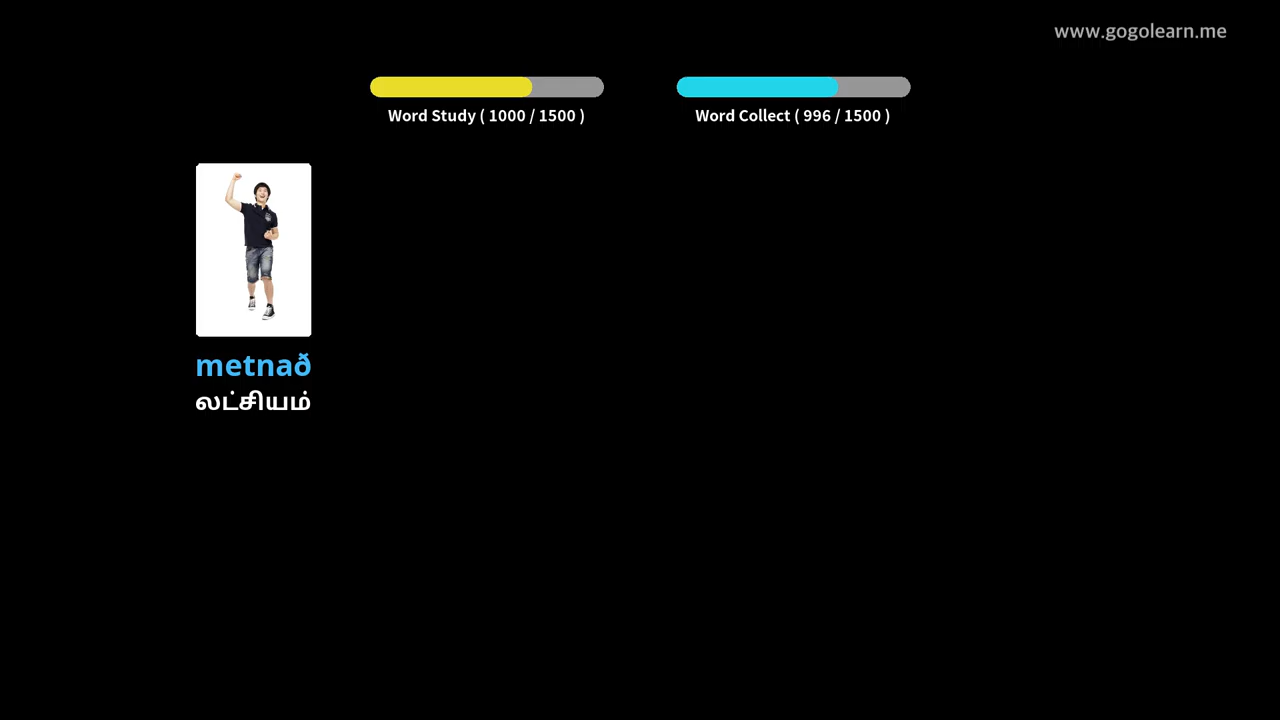 www.gogolearn.me
Word Study ( 1000 / 1500 )
Word Collect ( 996 / 1500 )
metnað
லட்சியம்